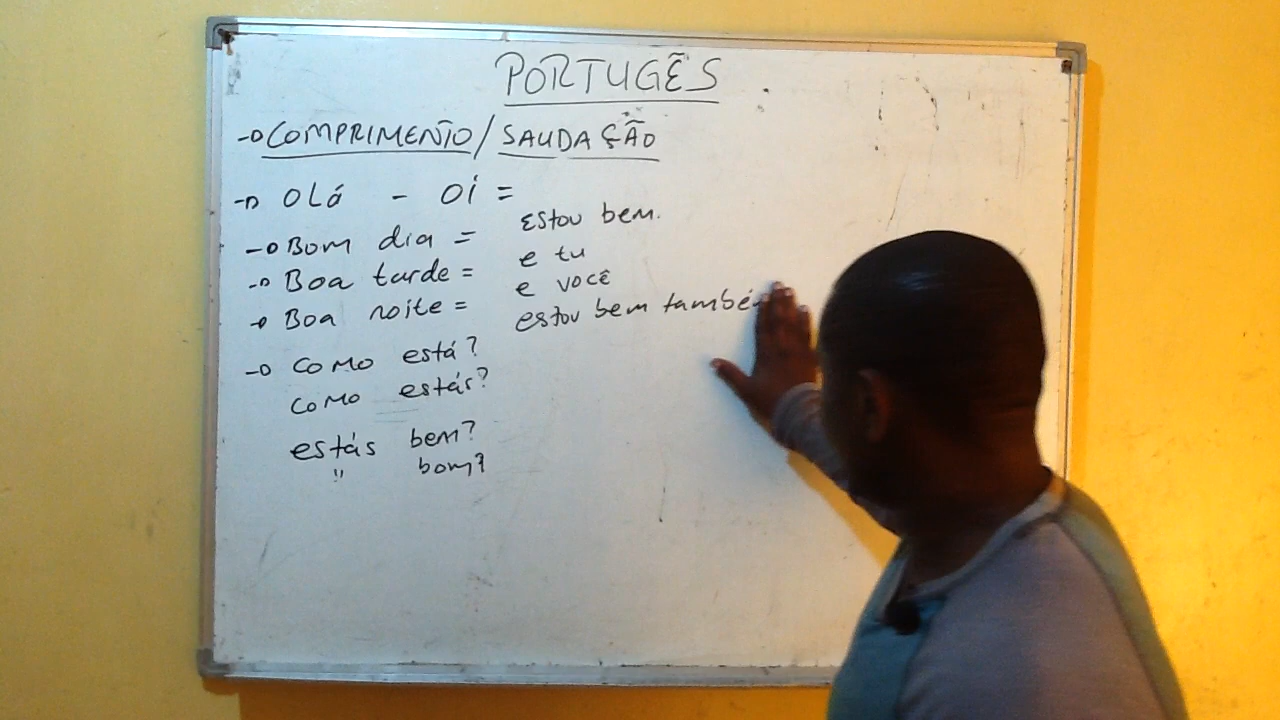 PORTUGÊS
COMPRIMENTO/SAUDAÇÃO
Olá - Oi =
Bom dia =
Boa tarde =
Boa noite =
Como está?
Como estás?
estás bem?
" bom?
Estou bem.
e tu
e você
estou bem também